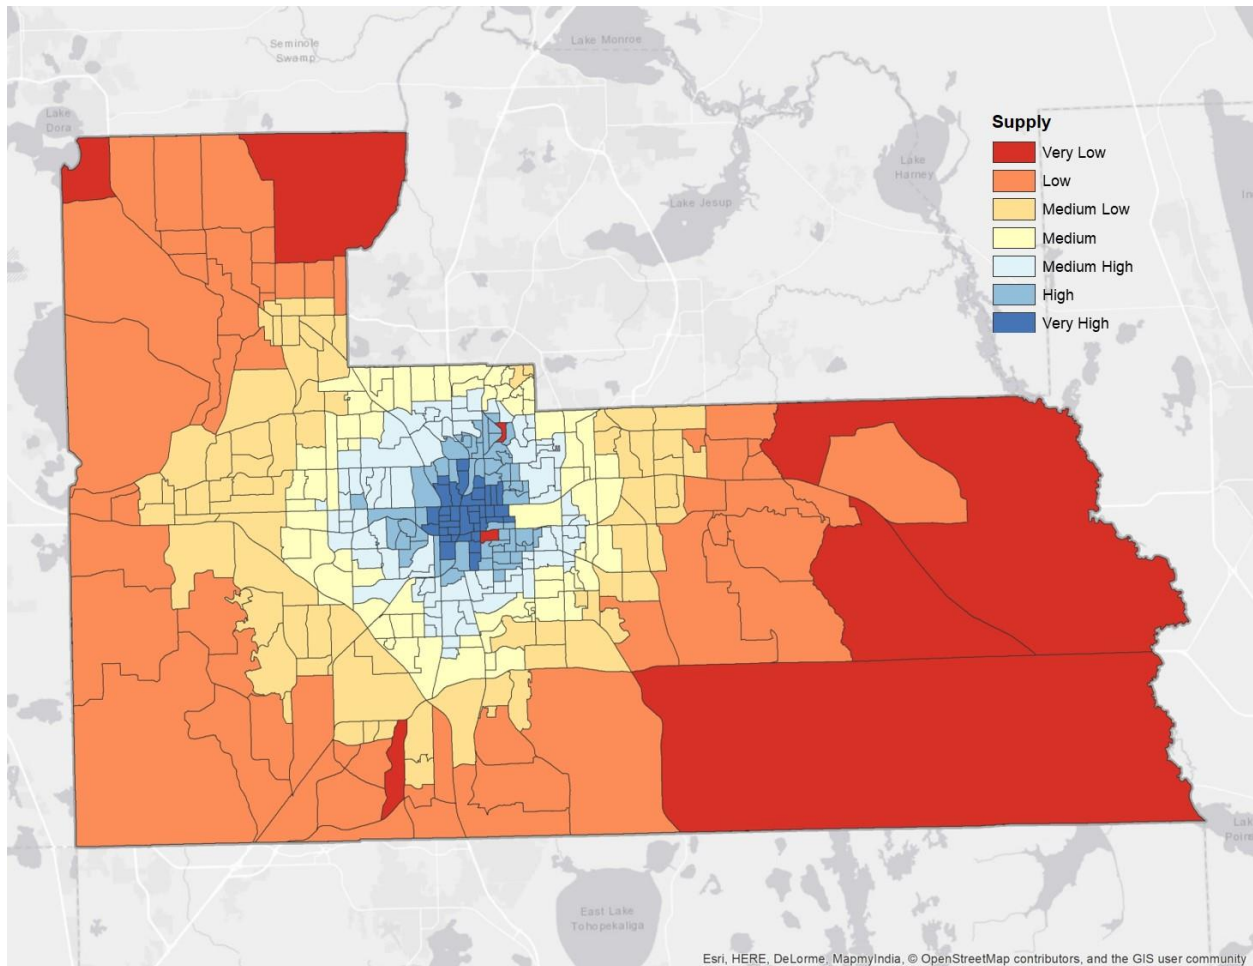 Seminole
Swamp
Lake Monroe
Lake
Dora
Supply
Very Low
Low
Medium Low
Medium
Medium High
High
Very High
Lake
Harney
Lake Jesup
East Lake
Tohopekaliga
Esri, HERE, DeLorme, MapmyIndia, © OpenStreetMap contributors, and the GIS user community